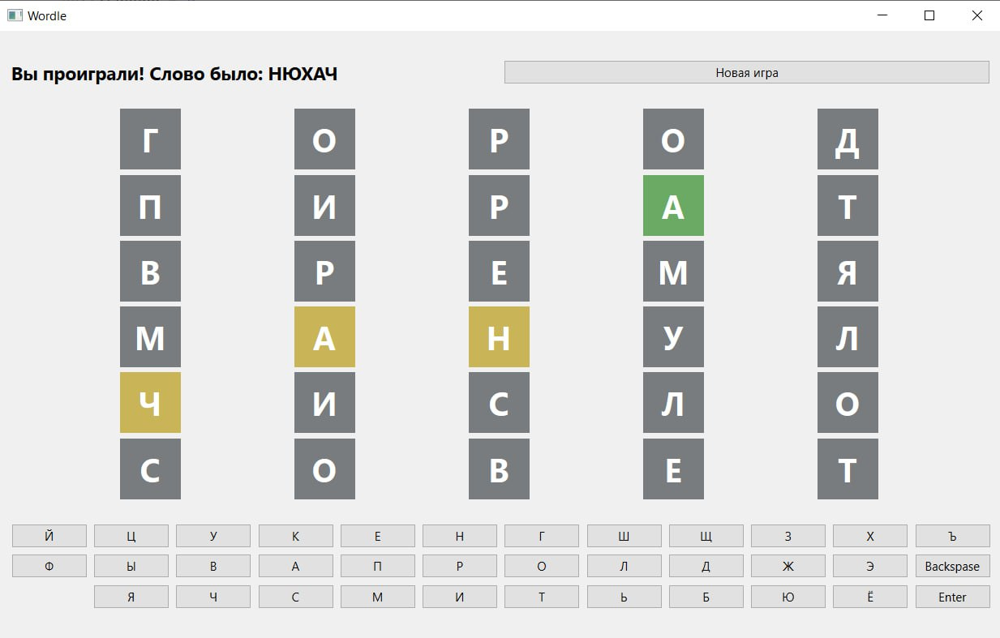 Wordle
Вы проиграли! Слово было: НЮХАЧ
Новая игра
Г О Р О Д
П И Р А Т
В Р Е М Я
М А Н У Л
Ч И С Л О
С О В Е Т
Й Ц У К Е Н Г Ш Щ З Х Ъ
Ф Ы В А П Р О Л Д Ж Э Backspase
Я Ч С М И Т Ь Б Ю Ё Enter